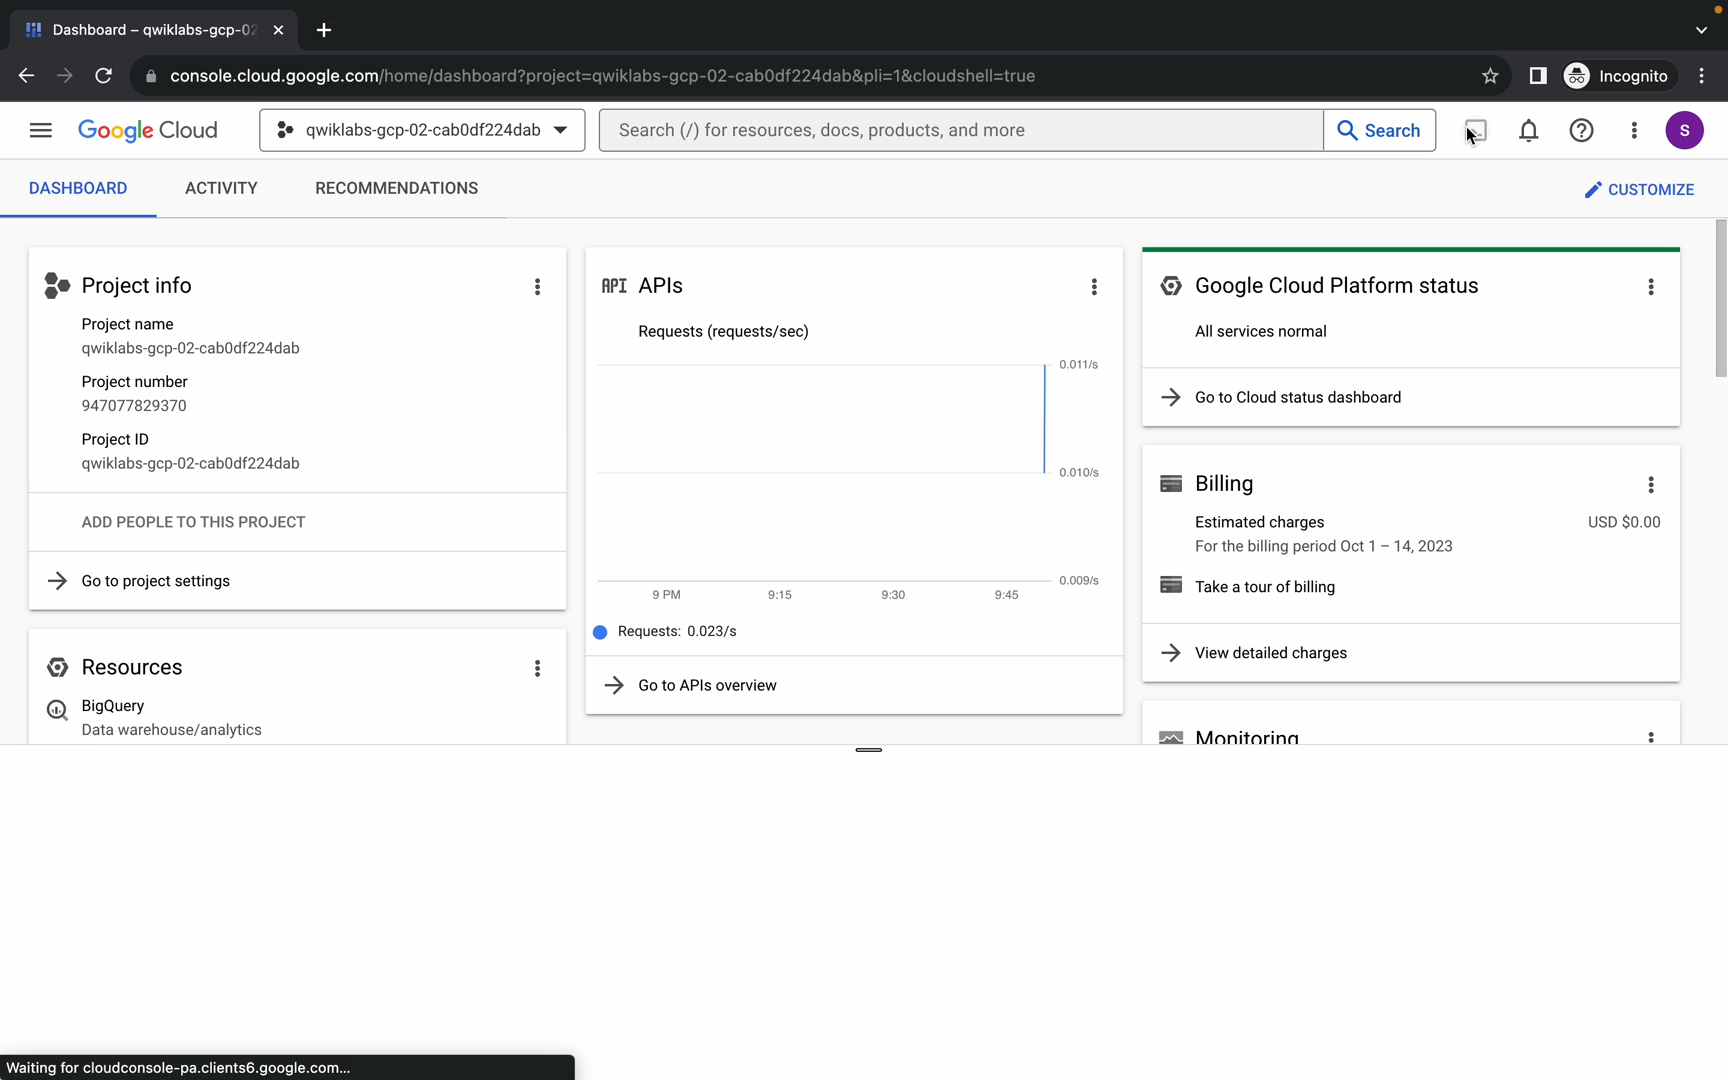 Dashboard – qwiklabs-gcp-02
console.cloud.google.com/home/dashboard?project=qwiklabs-gcp-02-cab0df224dab&pli=1&cloudshell=true
Incognito
Google Cloud
qwiklabs-gcp-02-cab0df224dab
Search (/) for resources, docs, products, and more
Search
S
DASHBOARD
ACTIVITY
RECOMMENDATIONS
CUSTOMIZE
Project info
Project name
qwiklabs-gcp-02-cab0df224dab
Project number
947077829370
Project ID
qwiklabs-gcp-02-cab0df224dab
ADD PEOPLE TO THIS PROJECT
Go to project settings
Resources
BigQuery
Data warehouse/analytics
API APIs
Requests (requests/sec)
0.011/s
0.010/s
0.009/s
9 PM 9:15 9:30 9:45
Requests: 0.023/s
Go to APIs overview
Google Cloud Platform status
All services normal
Go to Cloud status dashboard
Billing
Estimated charges USD $0.00
For the billing period Oct 1 – 14, 2023
Take a tour of billing
View detailed charges
Monitoring
Waiting for cloudconsole-pa.clients6.google.com...